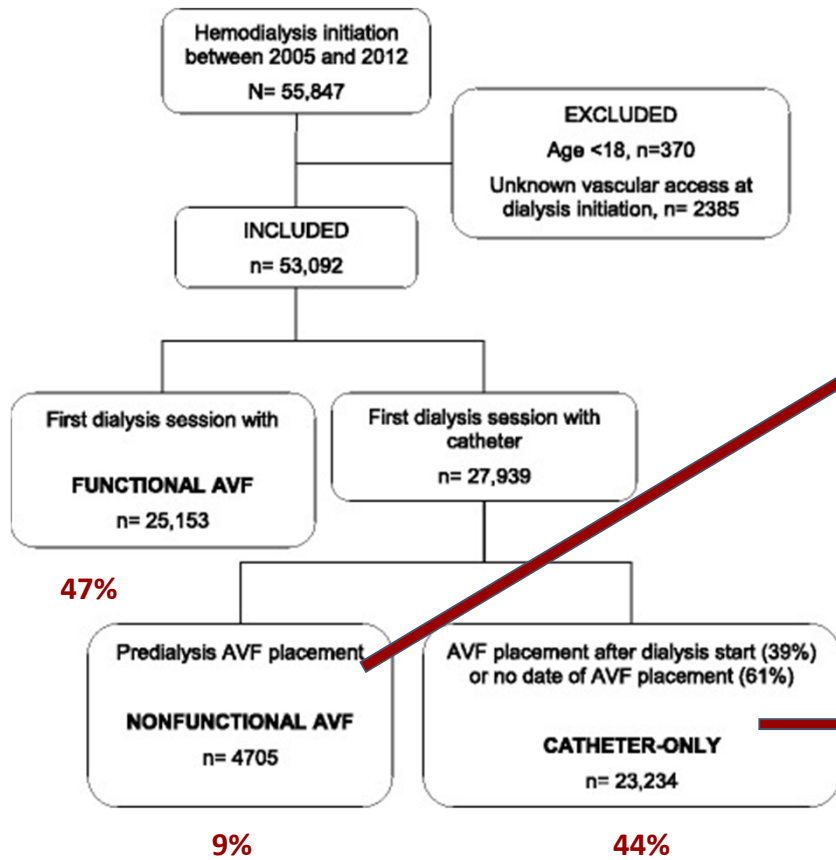 Hemodialysis initiation
between 2005 and 2012
N= 55,847
EXCLUDED
Age <18, n=370
Unknown vascular access at
dialysis initiation, n= 2385
INCLUDED
n= 53,092
First dialysis session with
FUNCTIONAL AVF
n= 25,153
First dialysis session with
catheter
n= 27,939
47%
Predialysis AVF placement
NONFUNCTIONAL AVF
n= 4705
AVF placement after dialysis start (39%)
or no date of AVF placement (61%)
CATHETER-ONLY
n= 23,234
9%
44%